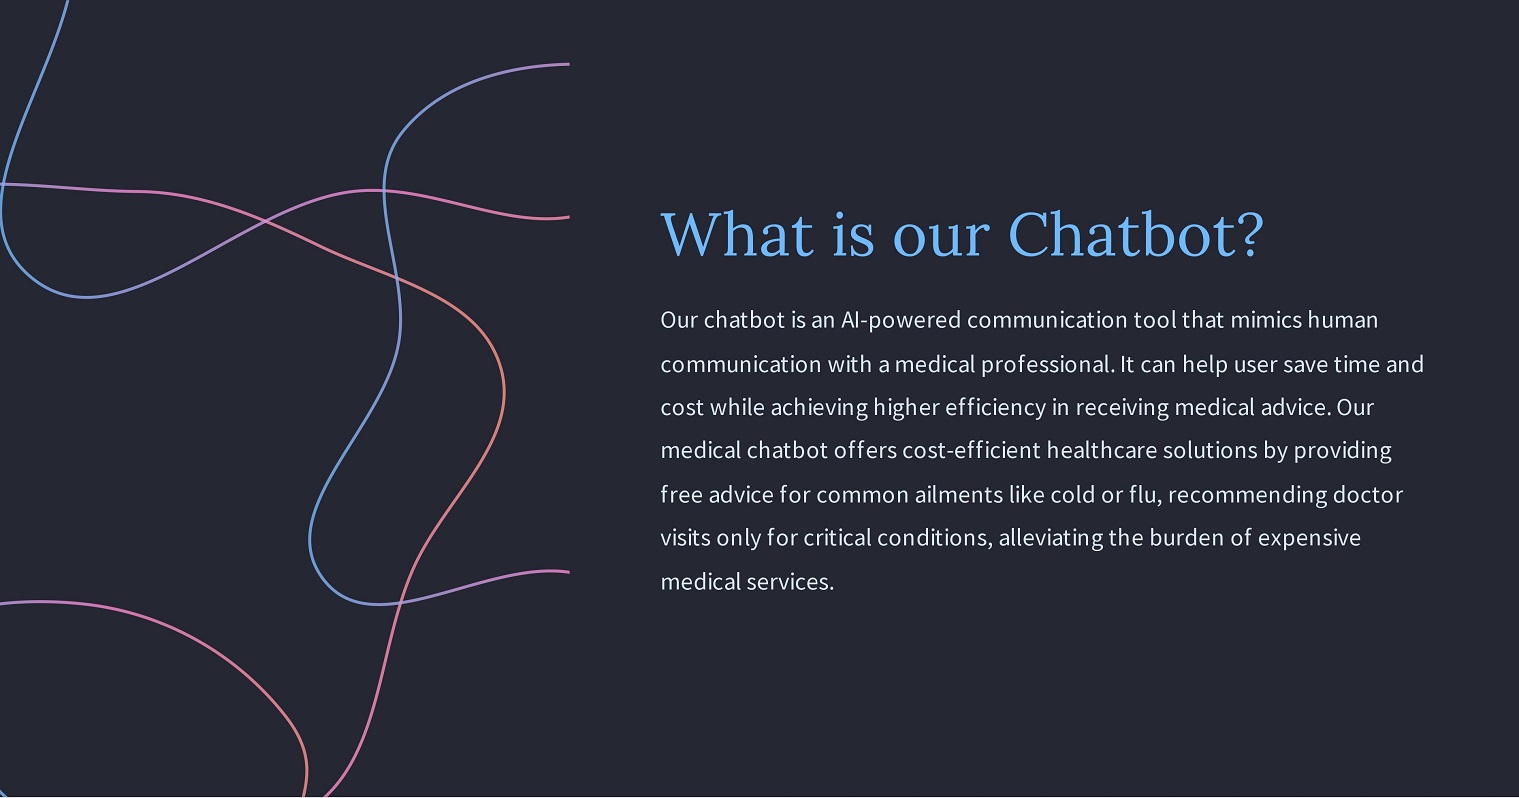 What is our Chatbot?
Our chatbot is an AI-powered communication tool that mimics human
communication with a medical professional. It can help user save time and
cost while achieving higher efficiency in receiving medical advice. Our
medical chatbot offers cost-efficient healthcare solutions by providing
free advice for common ailments like cold or flu, recommending doctor
visits only for critical conditions, alleviating the burden of expensive
medical services.